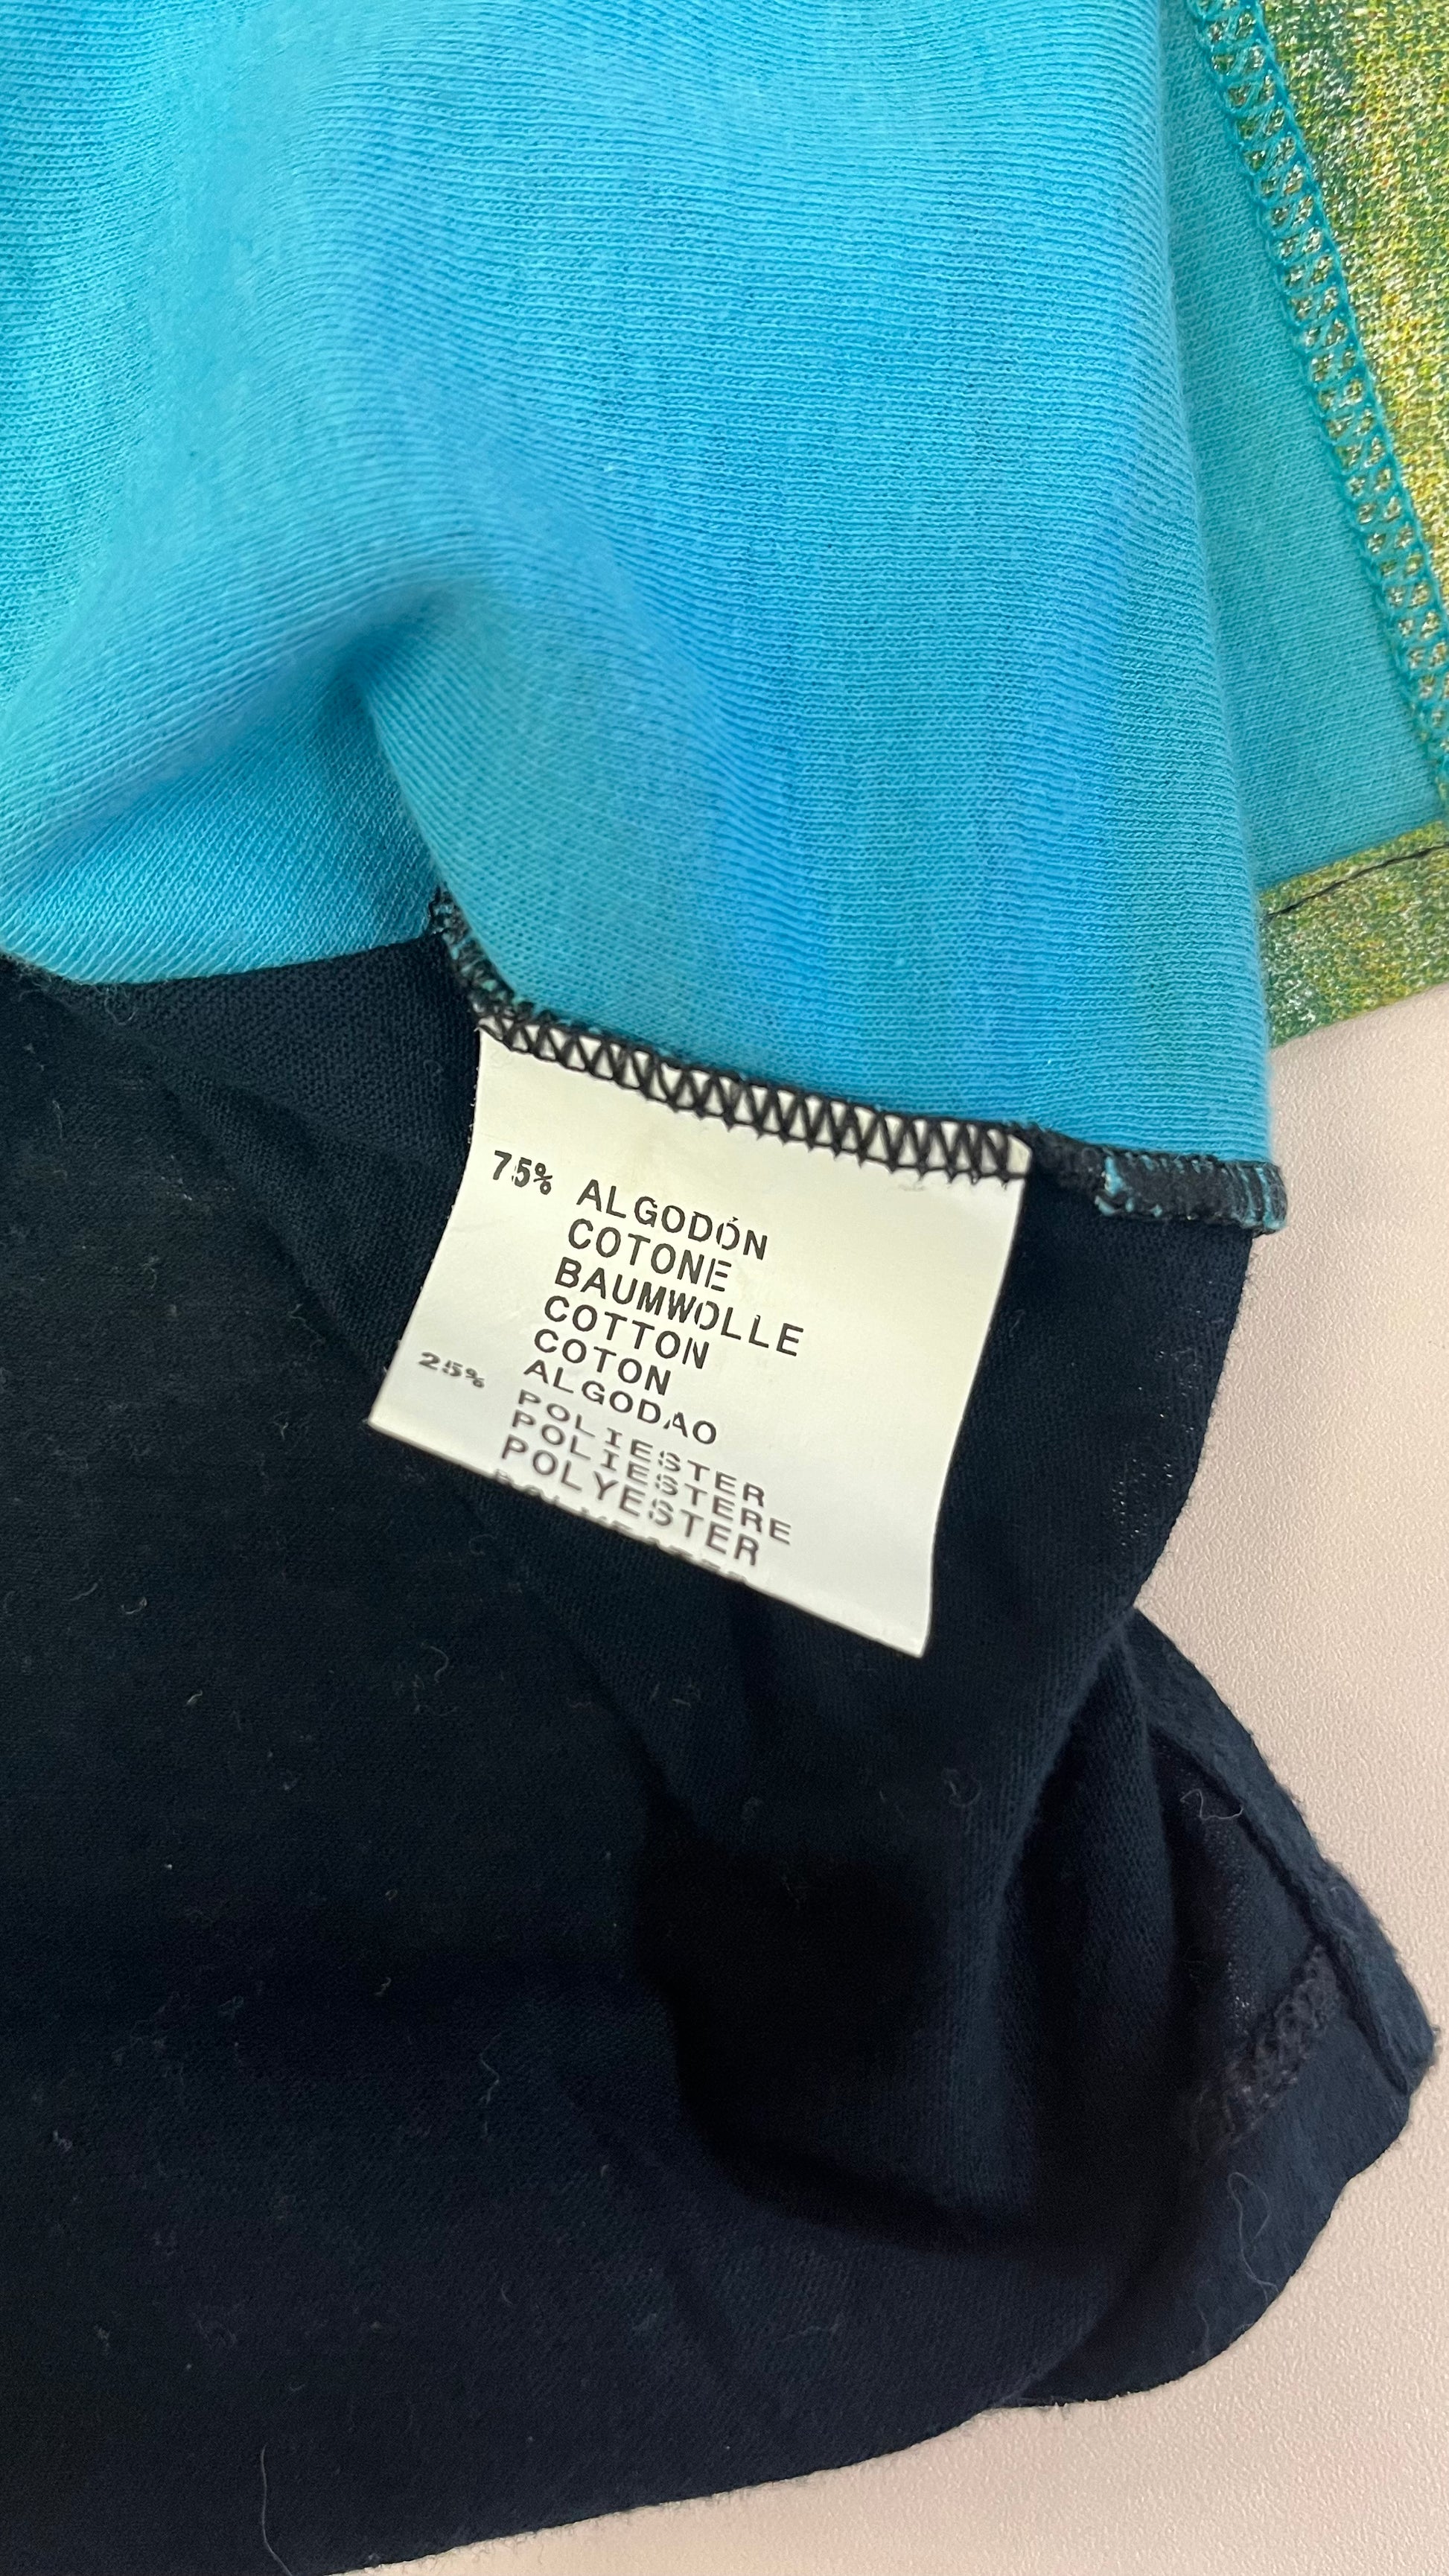 75% ALGODÓN
COTONE
BAUMWOLLE
COTTON
COTON
ALGODAO
25% POLIESTER
POLIESTERE
POLYESTER